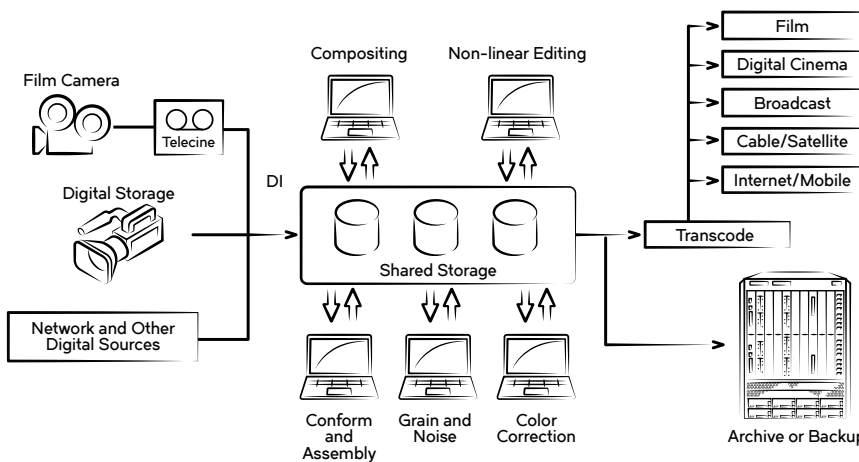 Compositing
Non-linear Editing
Film
Digital Cinema
Broadcast
Cable/Satellite
Internet/Mobile
Film Camera
Telecine
DI
Digital Storage
Shared Storage
Transcode
Network and Other
Digital Sources
Conform
and
Assembly
Grain and
Noise
Color
Correction
Archive or Backup